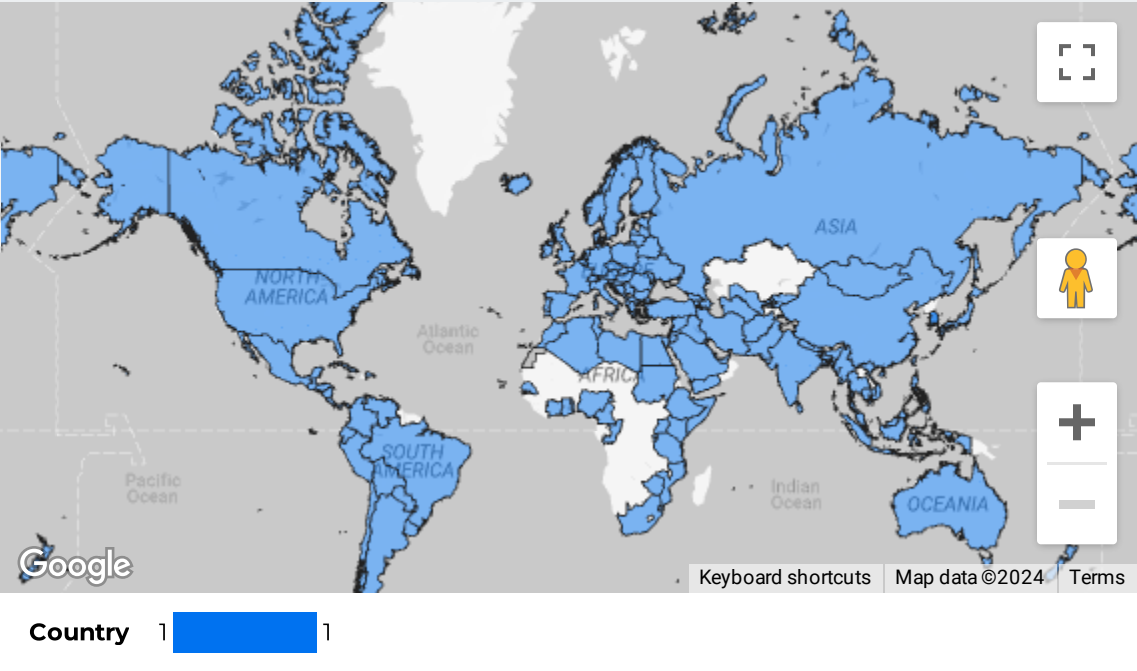 ASIA
NORTH
AMERICA
Atlantic
Ocean
AFRICA
SOUTH
AMERICA
Pacific
Ocean
Indian
Ocean
OCEANIA
Google
Keyboard shortcuts
Map data ©2024
Terms
Country 1 1